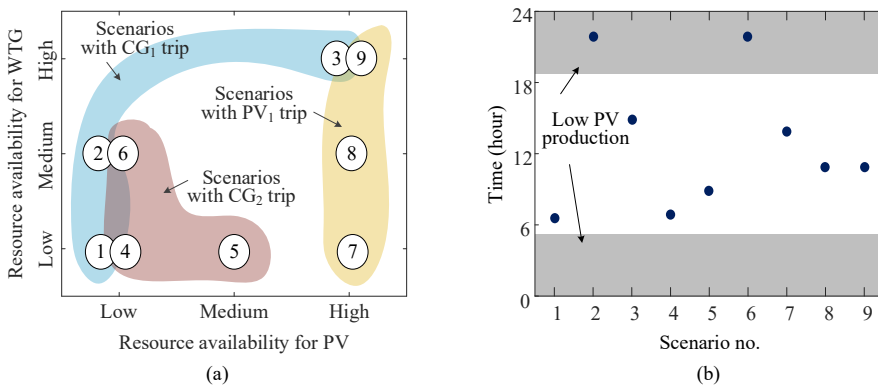 (a)
Resource availability for WTG
High
Medium
Low
Scenarios
with CG1 trip
Scenarios
with PV1 trip
Scenarios
with CG2 trip
3
9
2
6
8
1
4
5
7
Low
Medium
High
Resource availability for PV
(a)
Time (hour)
24
18
12
6
0
Low PV
production
1
2
3
4
5
6
7
8
9
Scenario no.
(b)